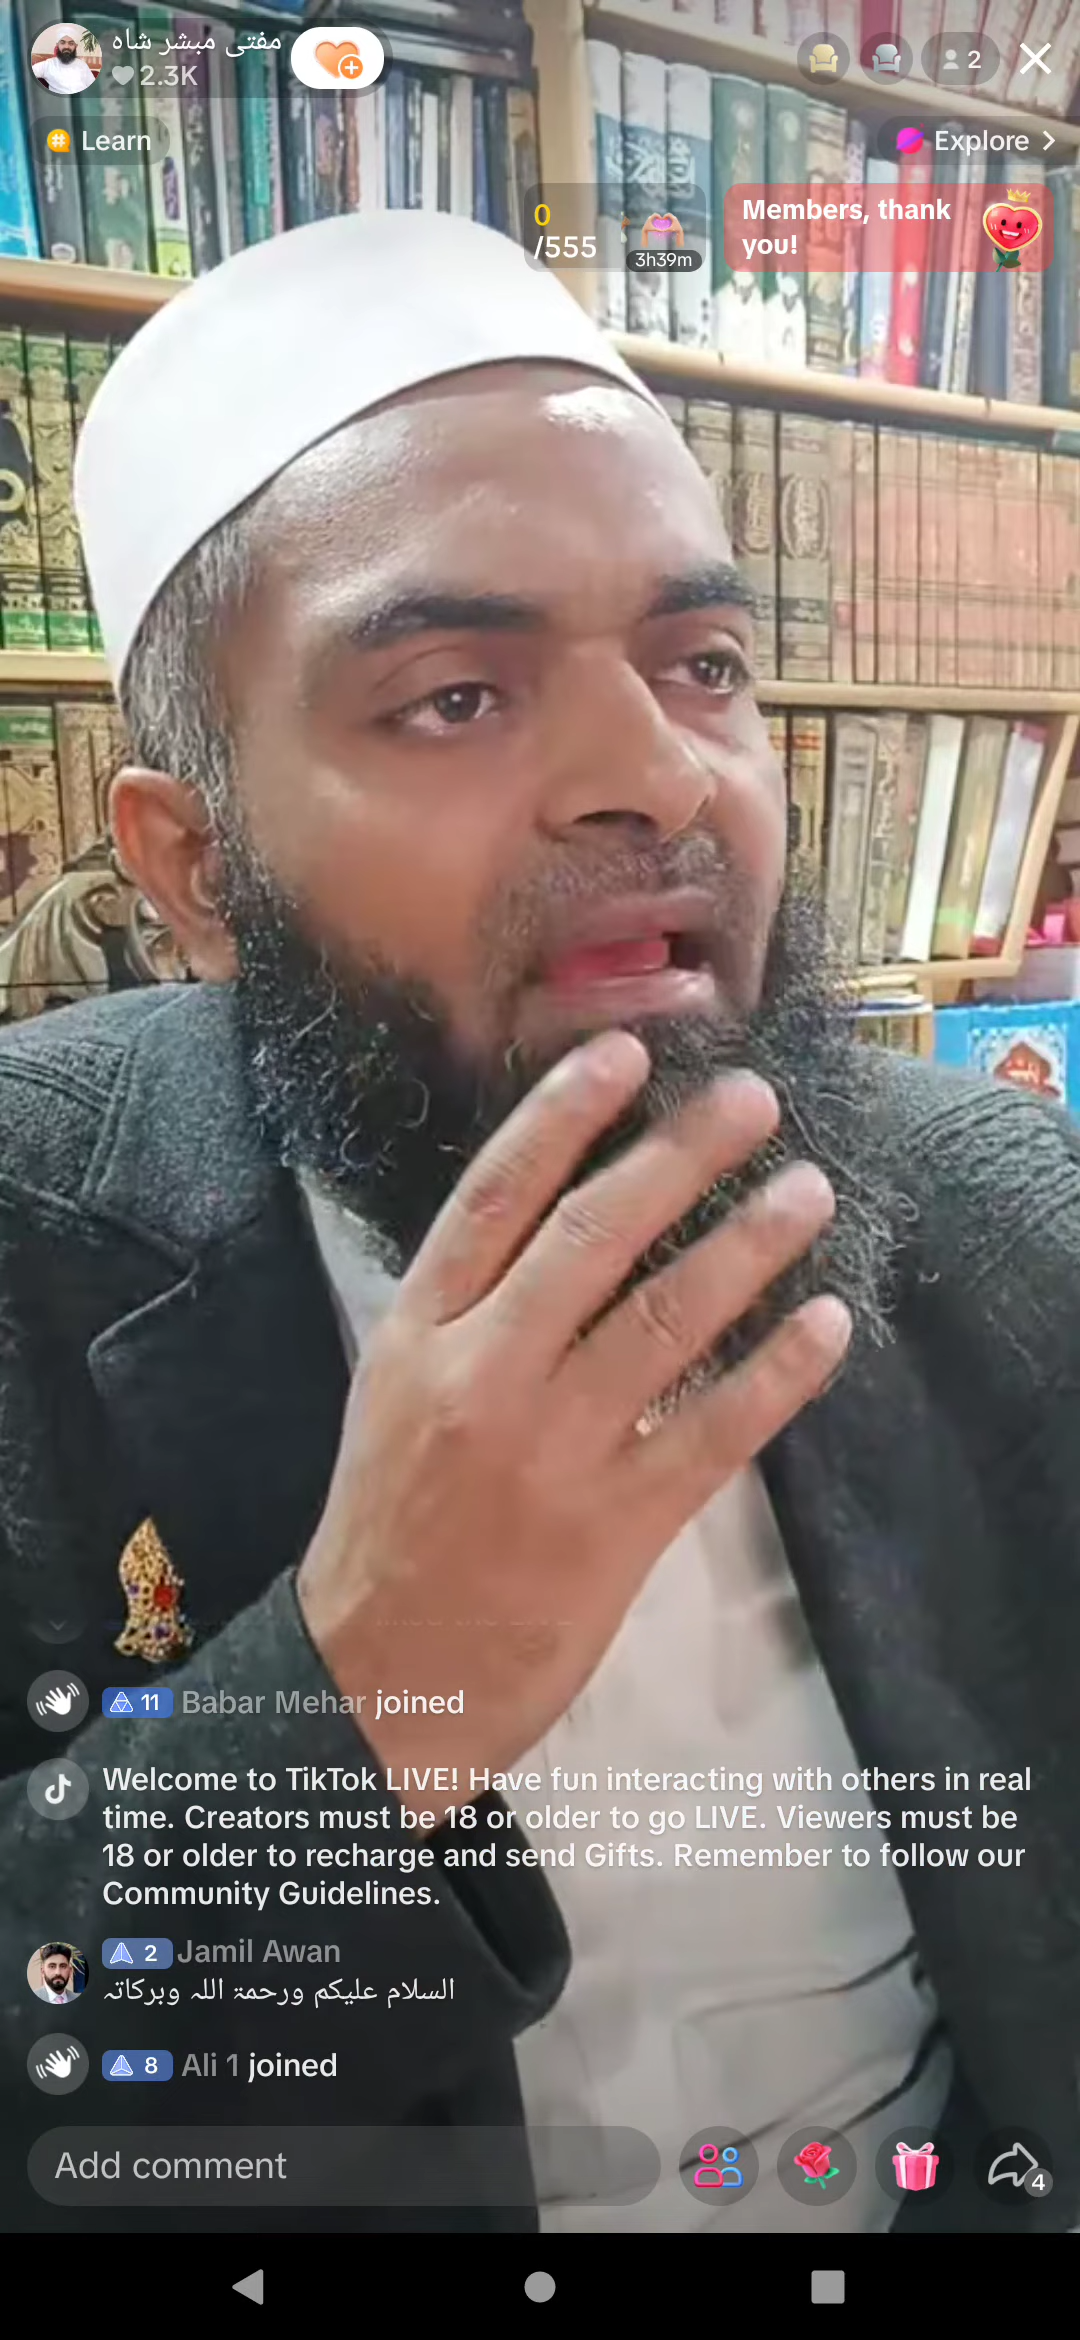 مفتی مبشر شاہ
2.3K
2
Learn
Explore
0
/555
3h39m
Members, thank
you!
11 Babar Mehar joined
Welcome to TikTok LIVE! Have fun interacting with others in real
time. Creators must be 18 or older to go LIVE. Viewers must be
18 or older to recharge and send Gifts. Remember to follow our
Community Guidelines.
2 Jamil Awan
السلام علیکم ورحمۃ اللہ وبرکاتہ
8 Ali 1 joined
Add comment
4